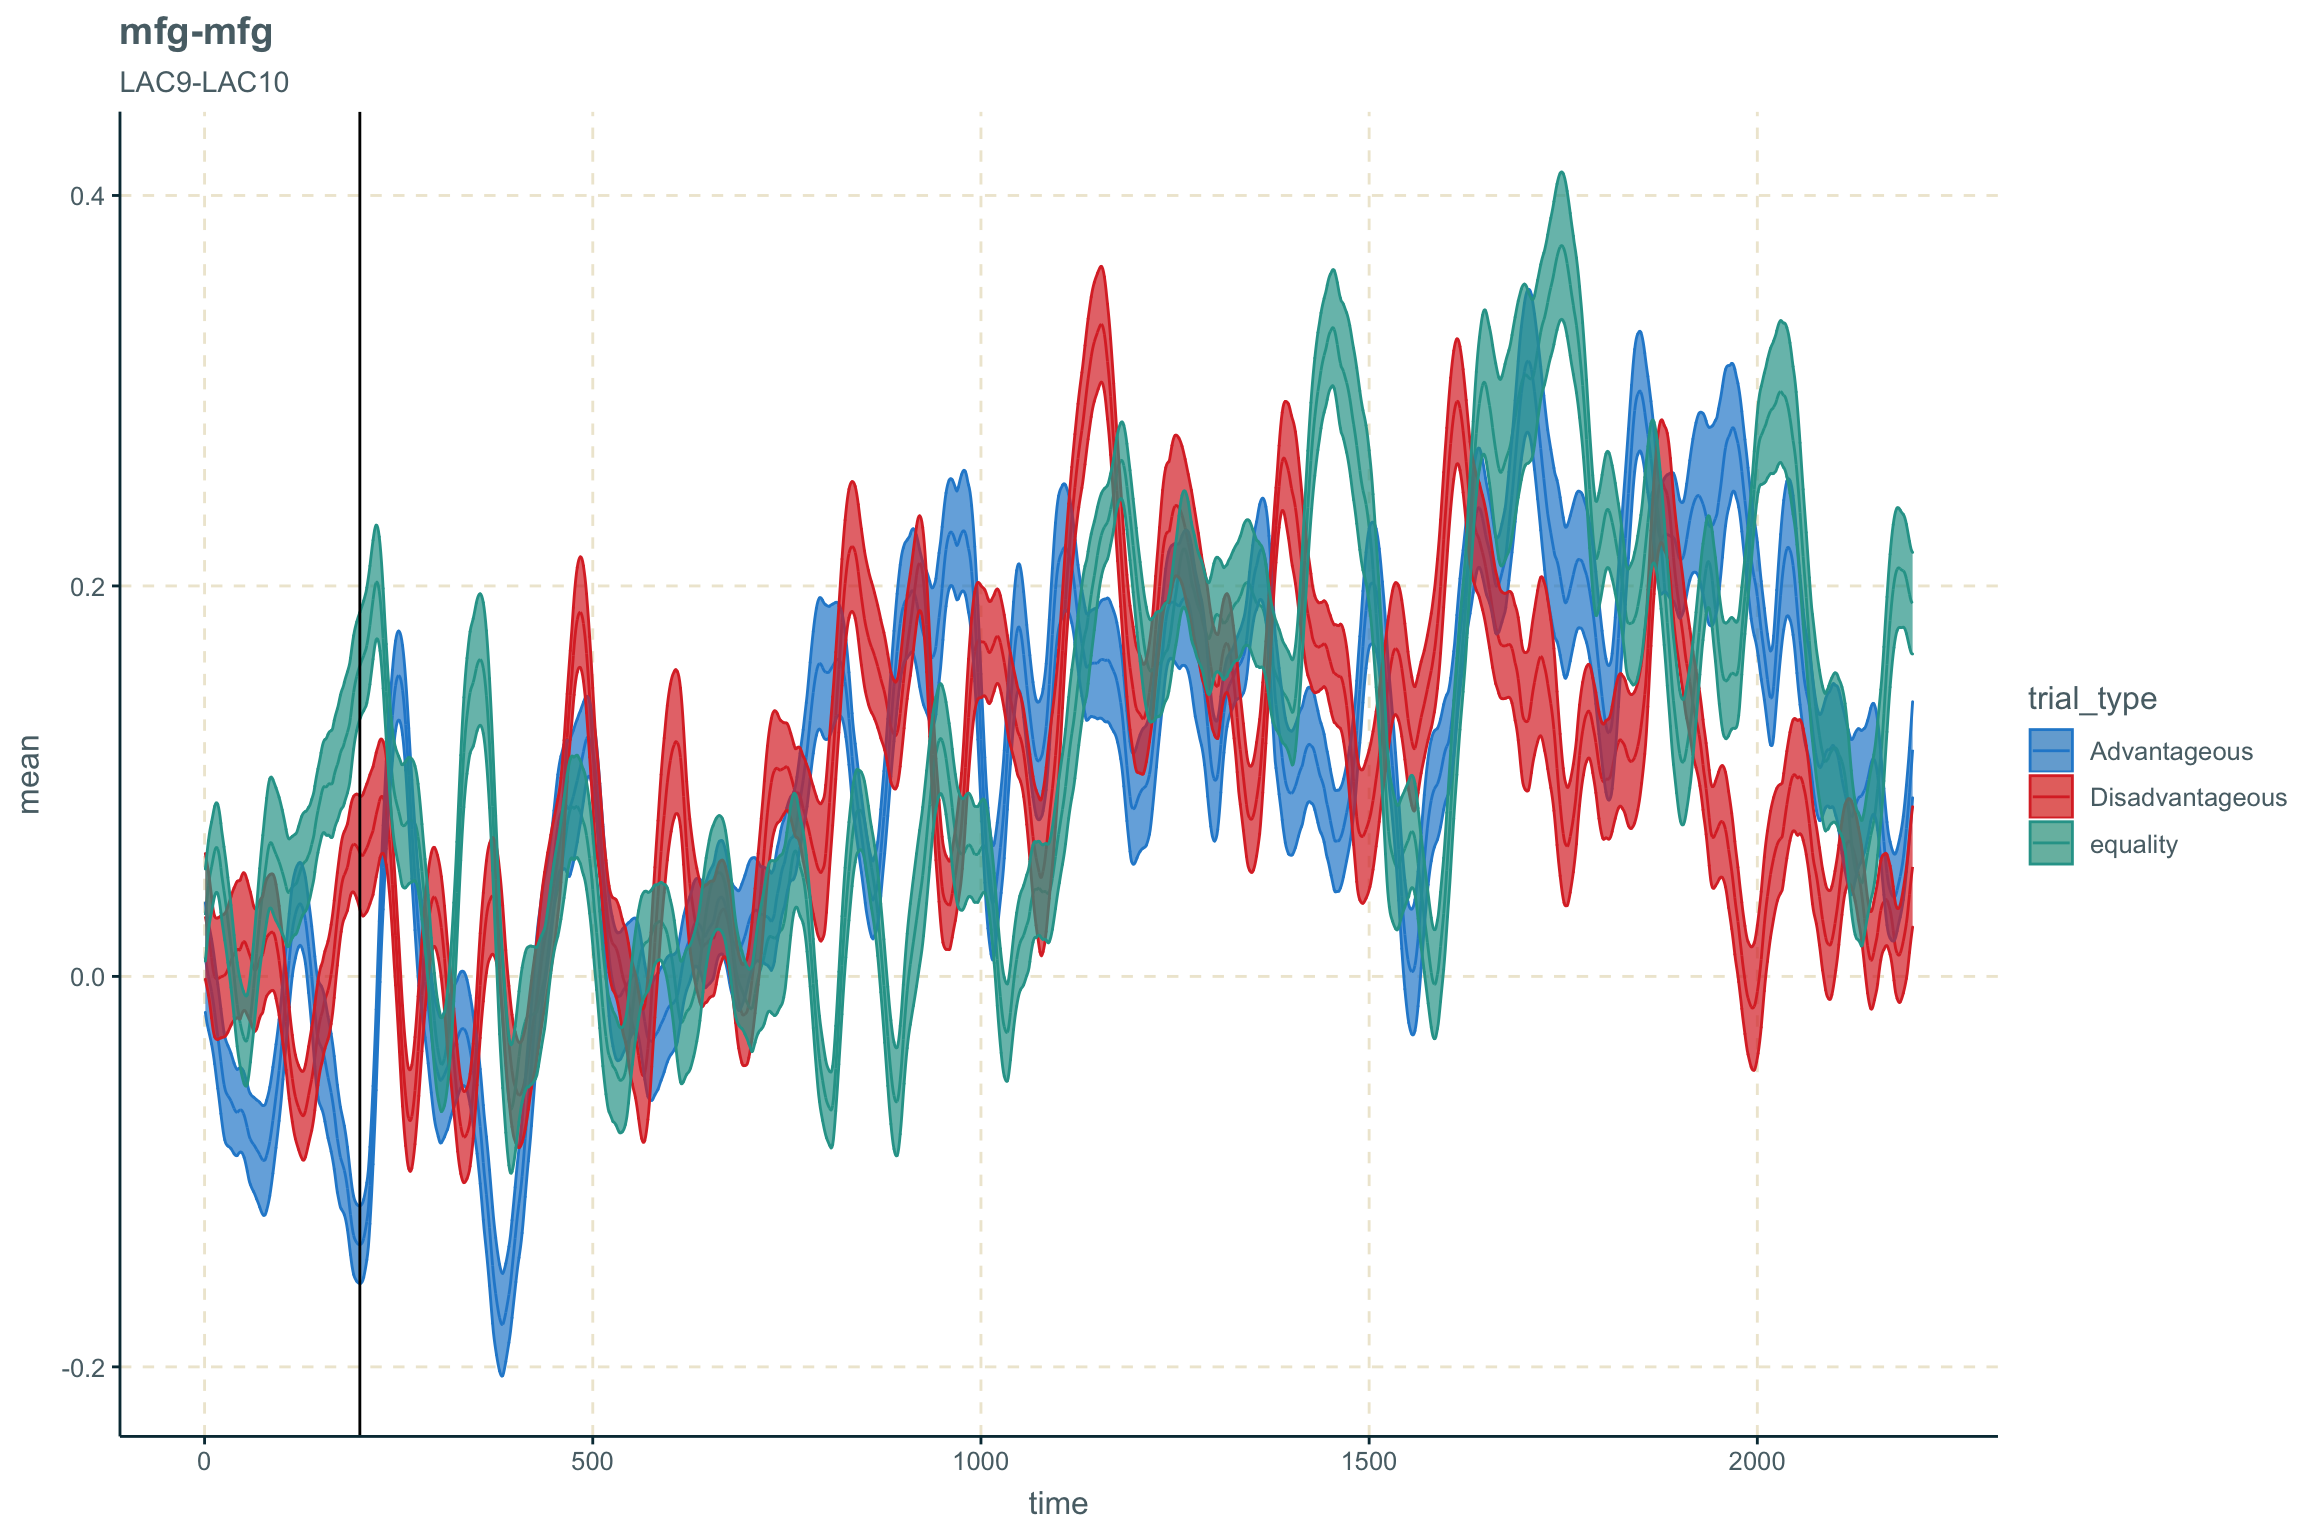 mfg-mfg
LAC9-LAC10
0.4
0.2
0.0
-0.2
mean
0
500
1000
1500
2000
time
trial_type
Advantageous
Disadvantageous
equality